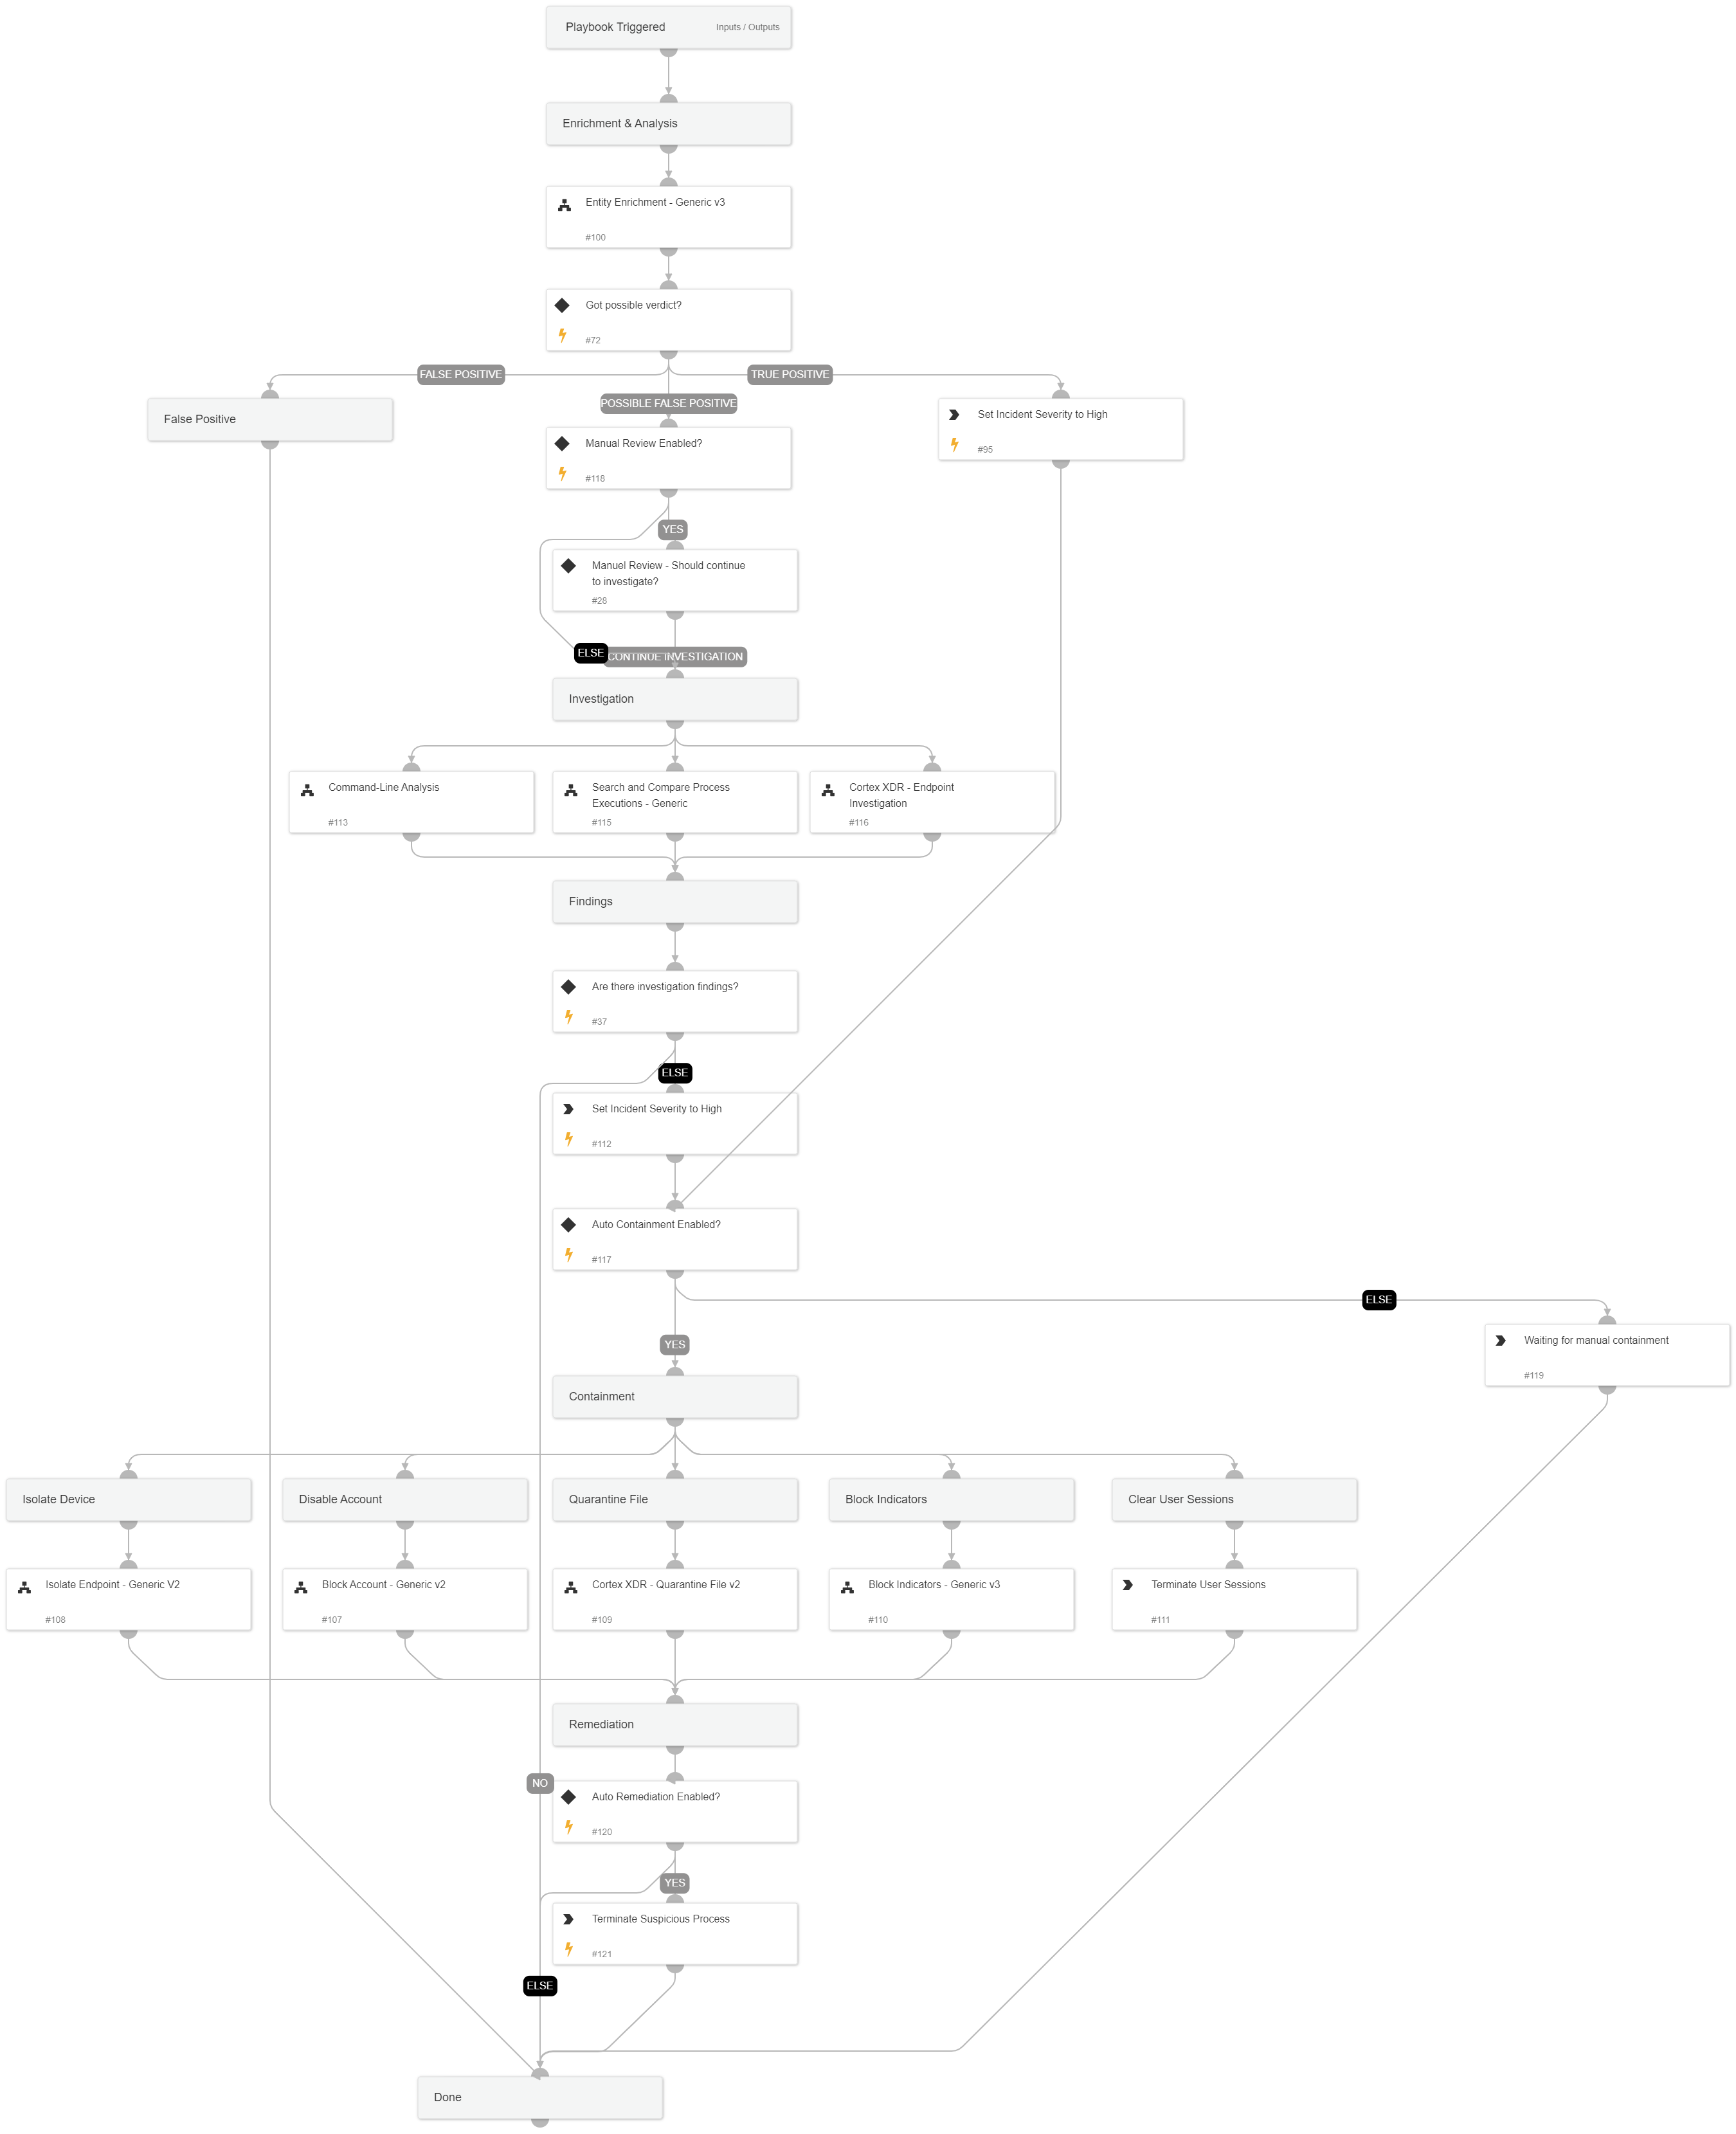 Playbook Triggered
Inputs / Outputs
Enrichment & Analysis
Entity Enrichment - Generic v3
#100
Got possible verdict?
#72
FALSE POSITIVE
TRUE POSITIVE
POSSIBLE FALSE POSITIVE
False Positive
Set Incident Severity to High
#95
Manual Review Enabled?
#118
YES
Manuel Review - Should continue
to investigate?
#28
ELSE
CONTINUE INVESTIGATION
Investigation
Command-Line Analysis
#113
Search and Compare Process
Executions - Generic
#115
Cortex XDR - Endpoint
Investigation
#116
Findings
Are there investigation findings?
#37
ELSE
Set Incident Severity to High
#112
Auto Containment Enabled?
#117
ELSE
YES
Waiting for manual containment
#119
Containment
Isolate Device
Disable Account
Quarantine File
Block Indicators
Clear User Sessions
Isolate Endpoint - Generic V2
#108
Block Account - Generic v2
#107
Cortex XDR - Quarantine File v2
#109
Block Indicators - Generic v3
#110
Terminate User Sessions
#111
Remediation
NO
Auto Remediation Enabled?
#120
YES
Terminate Suspicious Process
#121
ELSE
Done